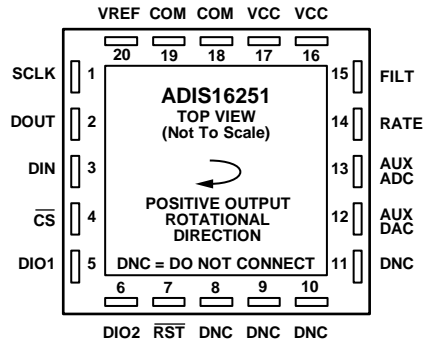 VREF COM COM VCC VCC
20 19 18 17 16
SCLK 1
DOUT 2
DIN 3
CS 4
DIO1 5
ADIS16251
TOP VIEW
(Not To Scale)
POSITIVE OUTPUT
ROTATIONAL
DIRECTION
DNC = DO NOT CONNECT
15 FILT
14 RATE
13 AUX
ADC
12 AUX
DAC
11 DNC
6 7 8 9 10
DIO2 RST DNC DNC DNC